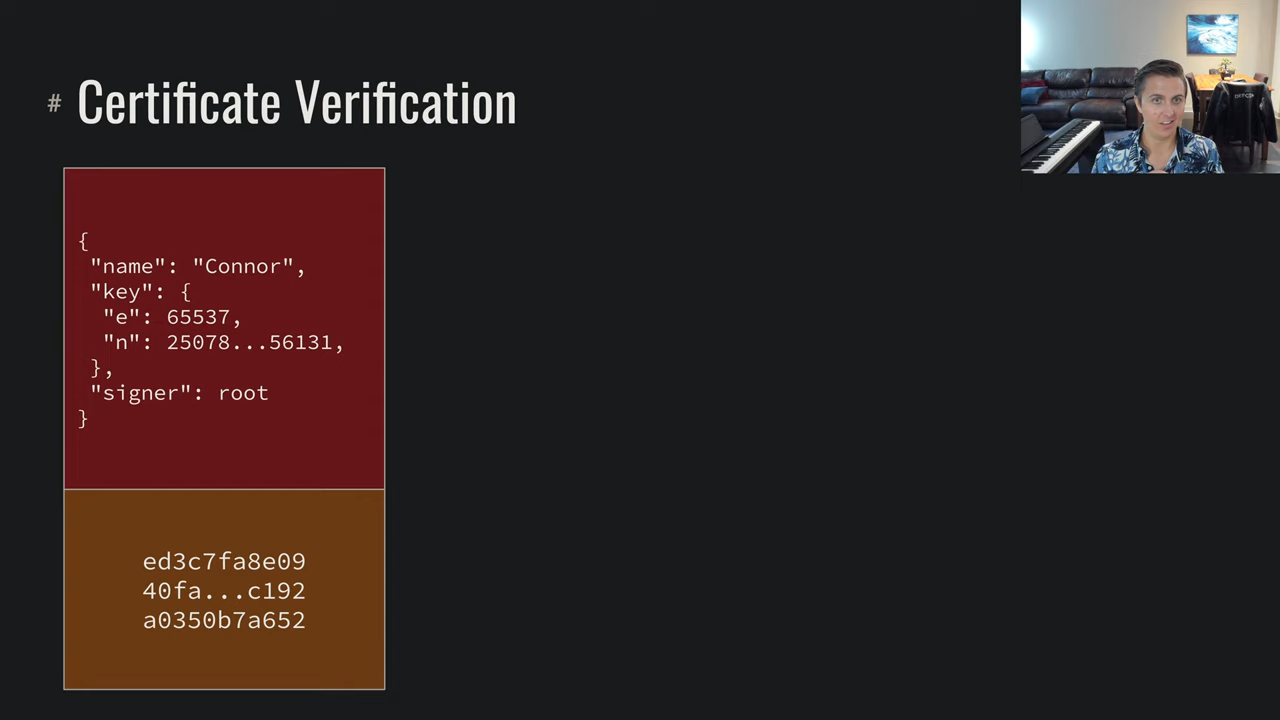 # Certificate Verification
{
"name": "Connor",
"key": {
"e": 65537,
"n": 25078...56131,
},
"signer": root
}
ed3c7fa8e09
40fa...c192
a0350b7a652